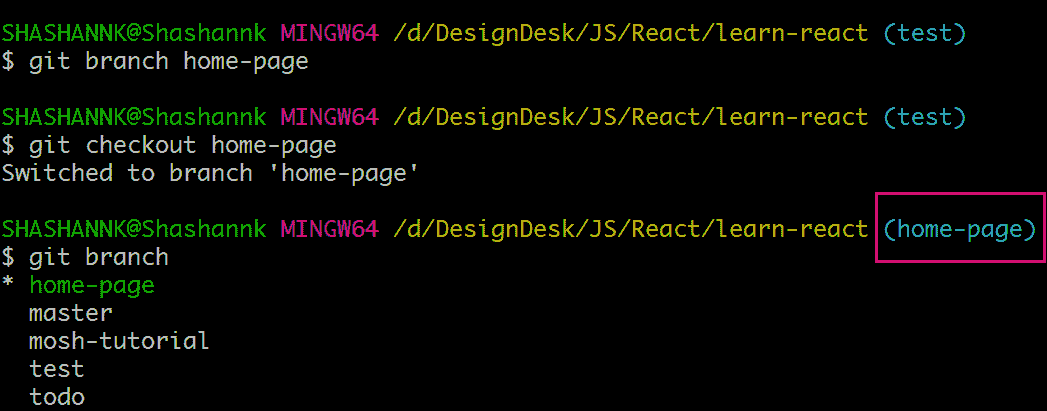 SHASHANNK@Shashannk MINGW64 /d/DesignDesk/JS/React/learn-react (test)
$ git branch home-page
SHASHANNK@Shashannk MINGW64 /d/DesignDesk/JS/React/learn-react (test)
$ git checkout home-page
Switched to branch 'home-page'
SHASHANNK@Shashannk MINGW64 /d/DesignDesk/JS/React/learn-react (home-page)
$ git branch
* home-page
master
mosh-tutorial
test
todo